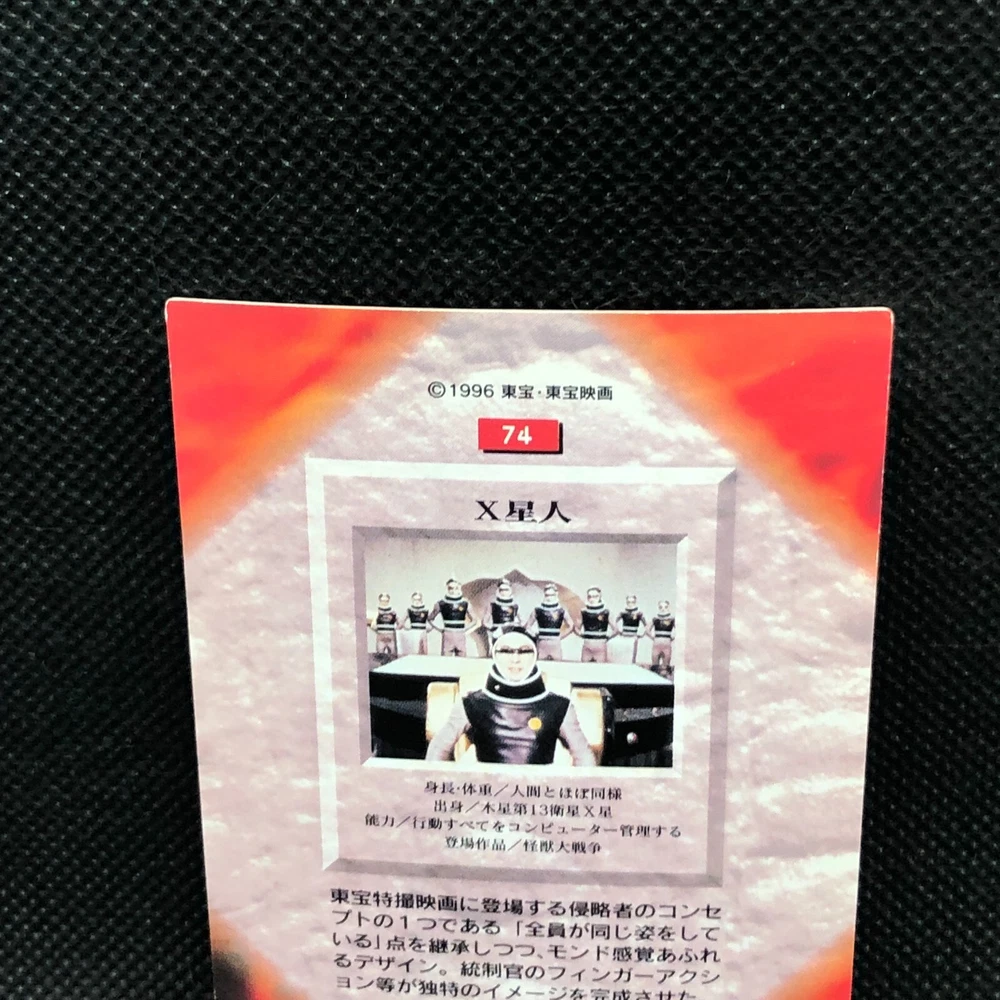 ©1996 東宝・東宝映画
74
X星人
身長・体重／人間とほぼ同様
出身／木星第13衛星X星
能力／行動すべてをコンピューター管理する
登場作品／怪獣大戦争
東宝特撮映画に登場する侵略者のコンセ
プトの1つである「全員が同じ姿をして
いる」点を継承しつつ、モンド感覚あふれ
るデザイン。統制官のフィンガーアクシ
ョン等が独特のイメージを完成させた。